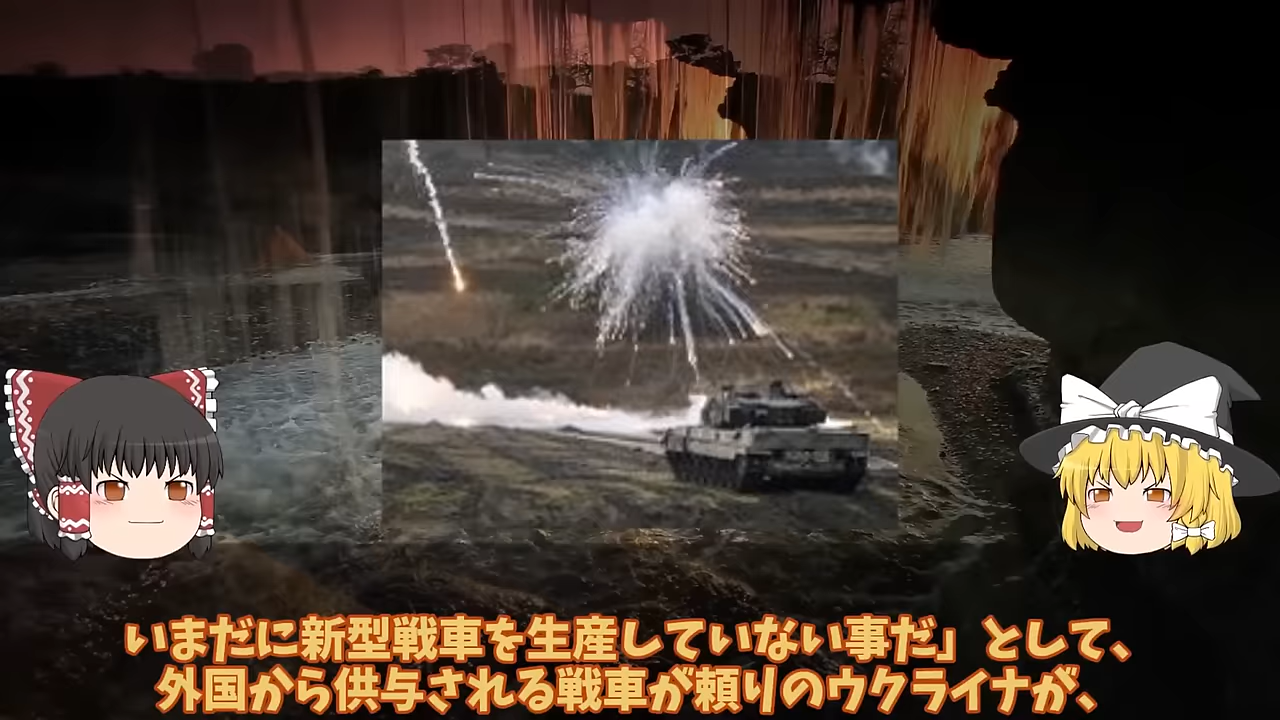 いまだに新型戦車を生産していない事だ」として、
外国から供与される戦車が頼りのウクライナが、